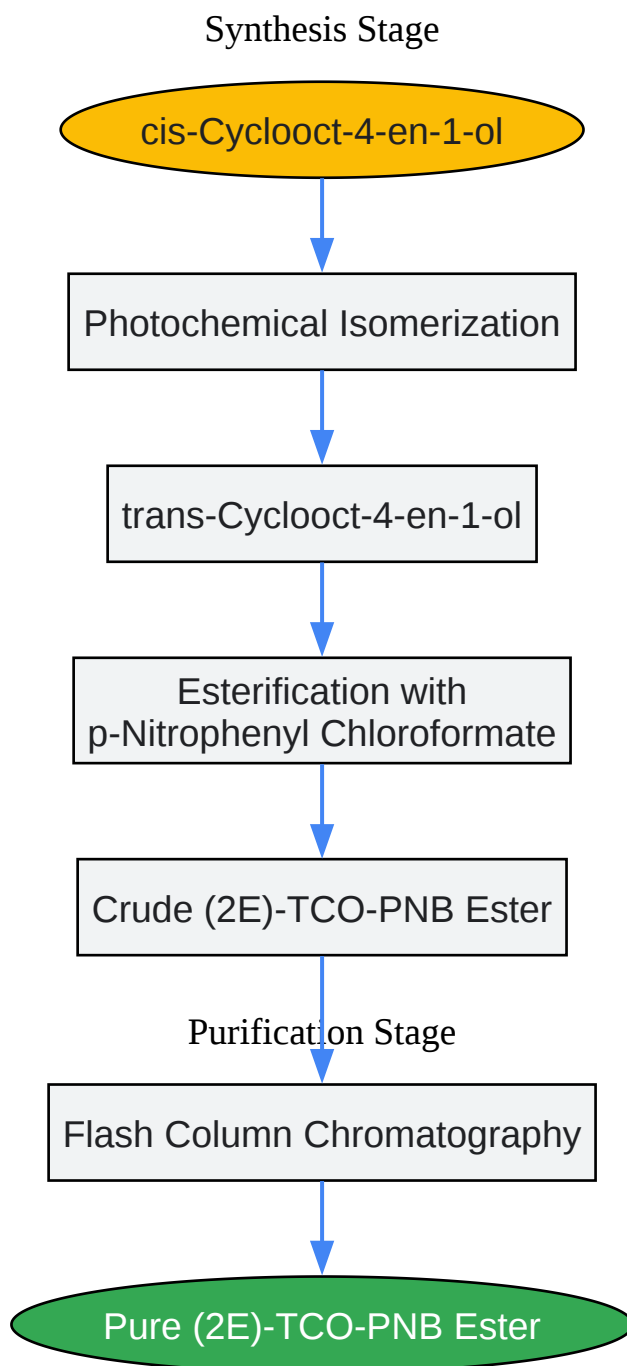 Synthesis Stage
cis-Cyclooct-4-en-1-ol
Photochemical Isomerization
trans-Cyclooct-4-en-1-ol
Esterification with
p-Nitrophenyl Chloroformate
Crude (2E)-TCO-PNB Ester
Purification Stage
Flash Column Chromatography
Pure (2E)-TCO-PNB Ester